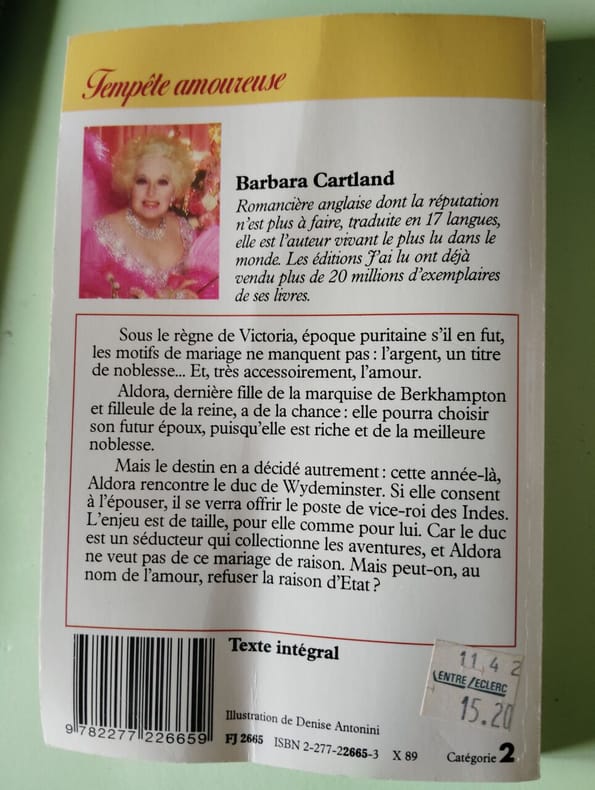 Tempête amoureuse
Barbara Cartland
Romancière anglaise dont la réputation
n'est plus à faire, traduite en 17 langues,
elle est l'auteur vivant le plus lu dans le
monde. Les éditions J'ai lu ont déjà
vendu plus de 20 millions d'exemplaires
de ses livres.
Sous le règne de Victoria, époque puritaine s'il en fut,
les motifs de mariage ne manquent pas : l'argent, un titre
de noblesse... Et, très accessoirement, l'amour.
Aldora, dernière fille de la marquise de Berkhampton
et filleule de la reine, a de la chance : elle pourra choisir
son futur époux, puisqu'elle est riche et de la meilleure
noblesse.
Mais le destin en a décidé autrement : cette année-là,
Aldora rencontre le duc de Wydeminster. Si elle consent
à l'épouser, il se verra offrir le poste de vice-roi des Indes.
L'enjeu est de taille, pour elle comme pour lui. Car le duc
est un séducteur qui collectionne les aventures, et Aldora
ne veut pas de ce mariage de raison. Mais peut-on, au
nom de l'amour, refuser la raison d'Etat ?
Texte intégral
11 4 2
ENTRE/ECLERC
15.20
9 782277 226659
Illustration de Denise Antonini
FJ 2665 ISBN 2-277-22665-3 X 89 Catégorie 2